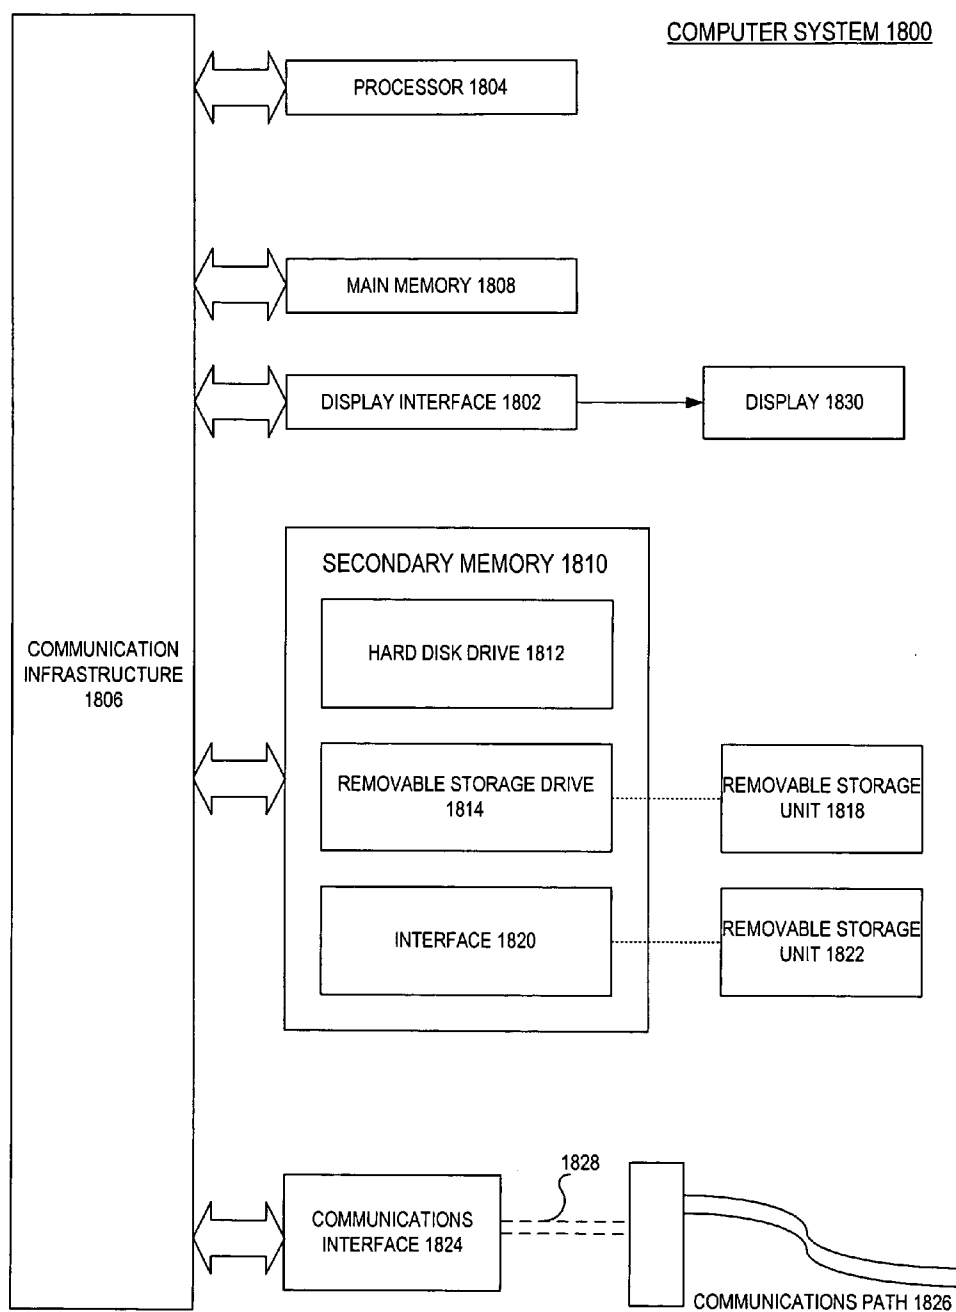 COMPUTER SYSTEM 1800
PROCESSOR 1804
MAIN MEMORY 1808
DISPLAY INTERFACE 1802
DISPLAY 1830
SECONDARY MEMORY 1810
HARD DISK DRIVE 1812
COMMUNICATION
INFRASTRUCTURE
1806
REMOVABLE STORAGE DRIVE
1814
REMOVABLE STORAGE
UNIT 1818
INTERFACE 1820
REMOVABLE STORAGE
UNIT 1822
1828
COMMUNICATIONS
INTERFACE 1824
COMMUNICATIONS PATH 1826